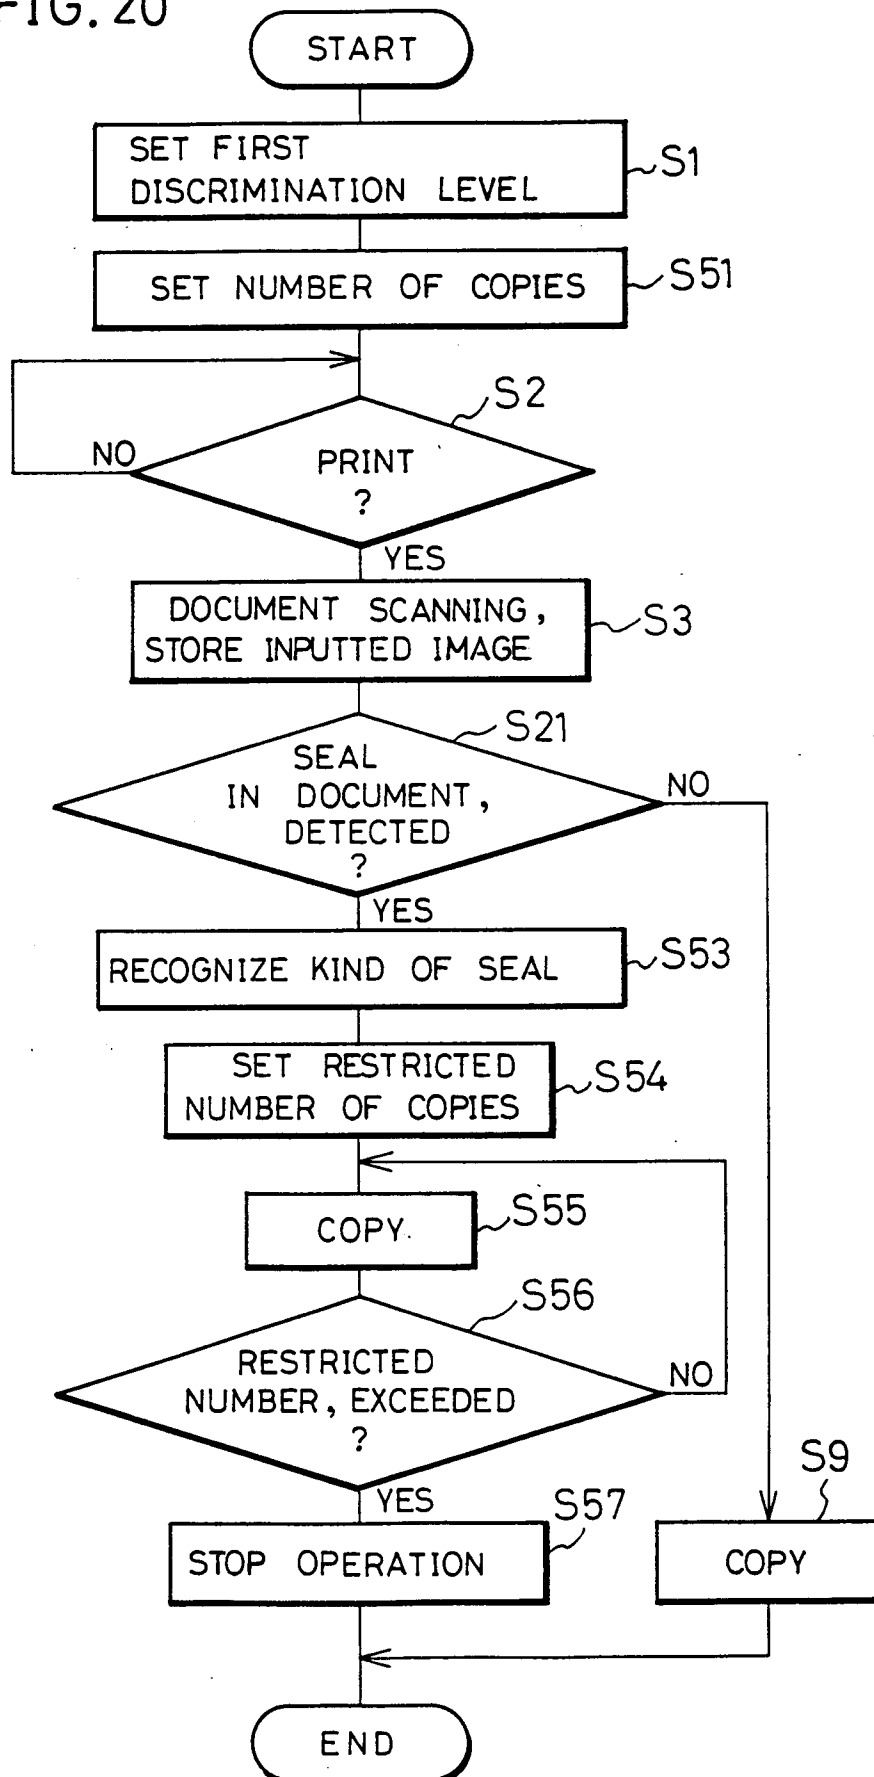 FIG. 20
START
SET FIRST
DISCRIMINATION LEVEL
S1
SET NUMBER OF COPIES
S51
S2
NO
PRINT
?
YES
DOCUMENT SCANNING,
STORE INPUTTED IMAGE
S3
S21
SEAL
IN DOCUMENT,
DETECTED
?
NO
YES
RECOGNIZE KIND OF SEAL
S53
SET RESTRICTED
NUMBER OF COPIES
S54
COPY
S55
S56
RESTRICTED
NUMBER, EXCEEDED
?
NO
YES
S57
STOP OPERATION
S9
COPY
END